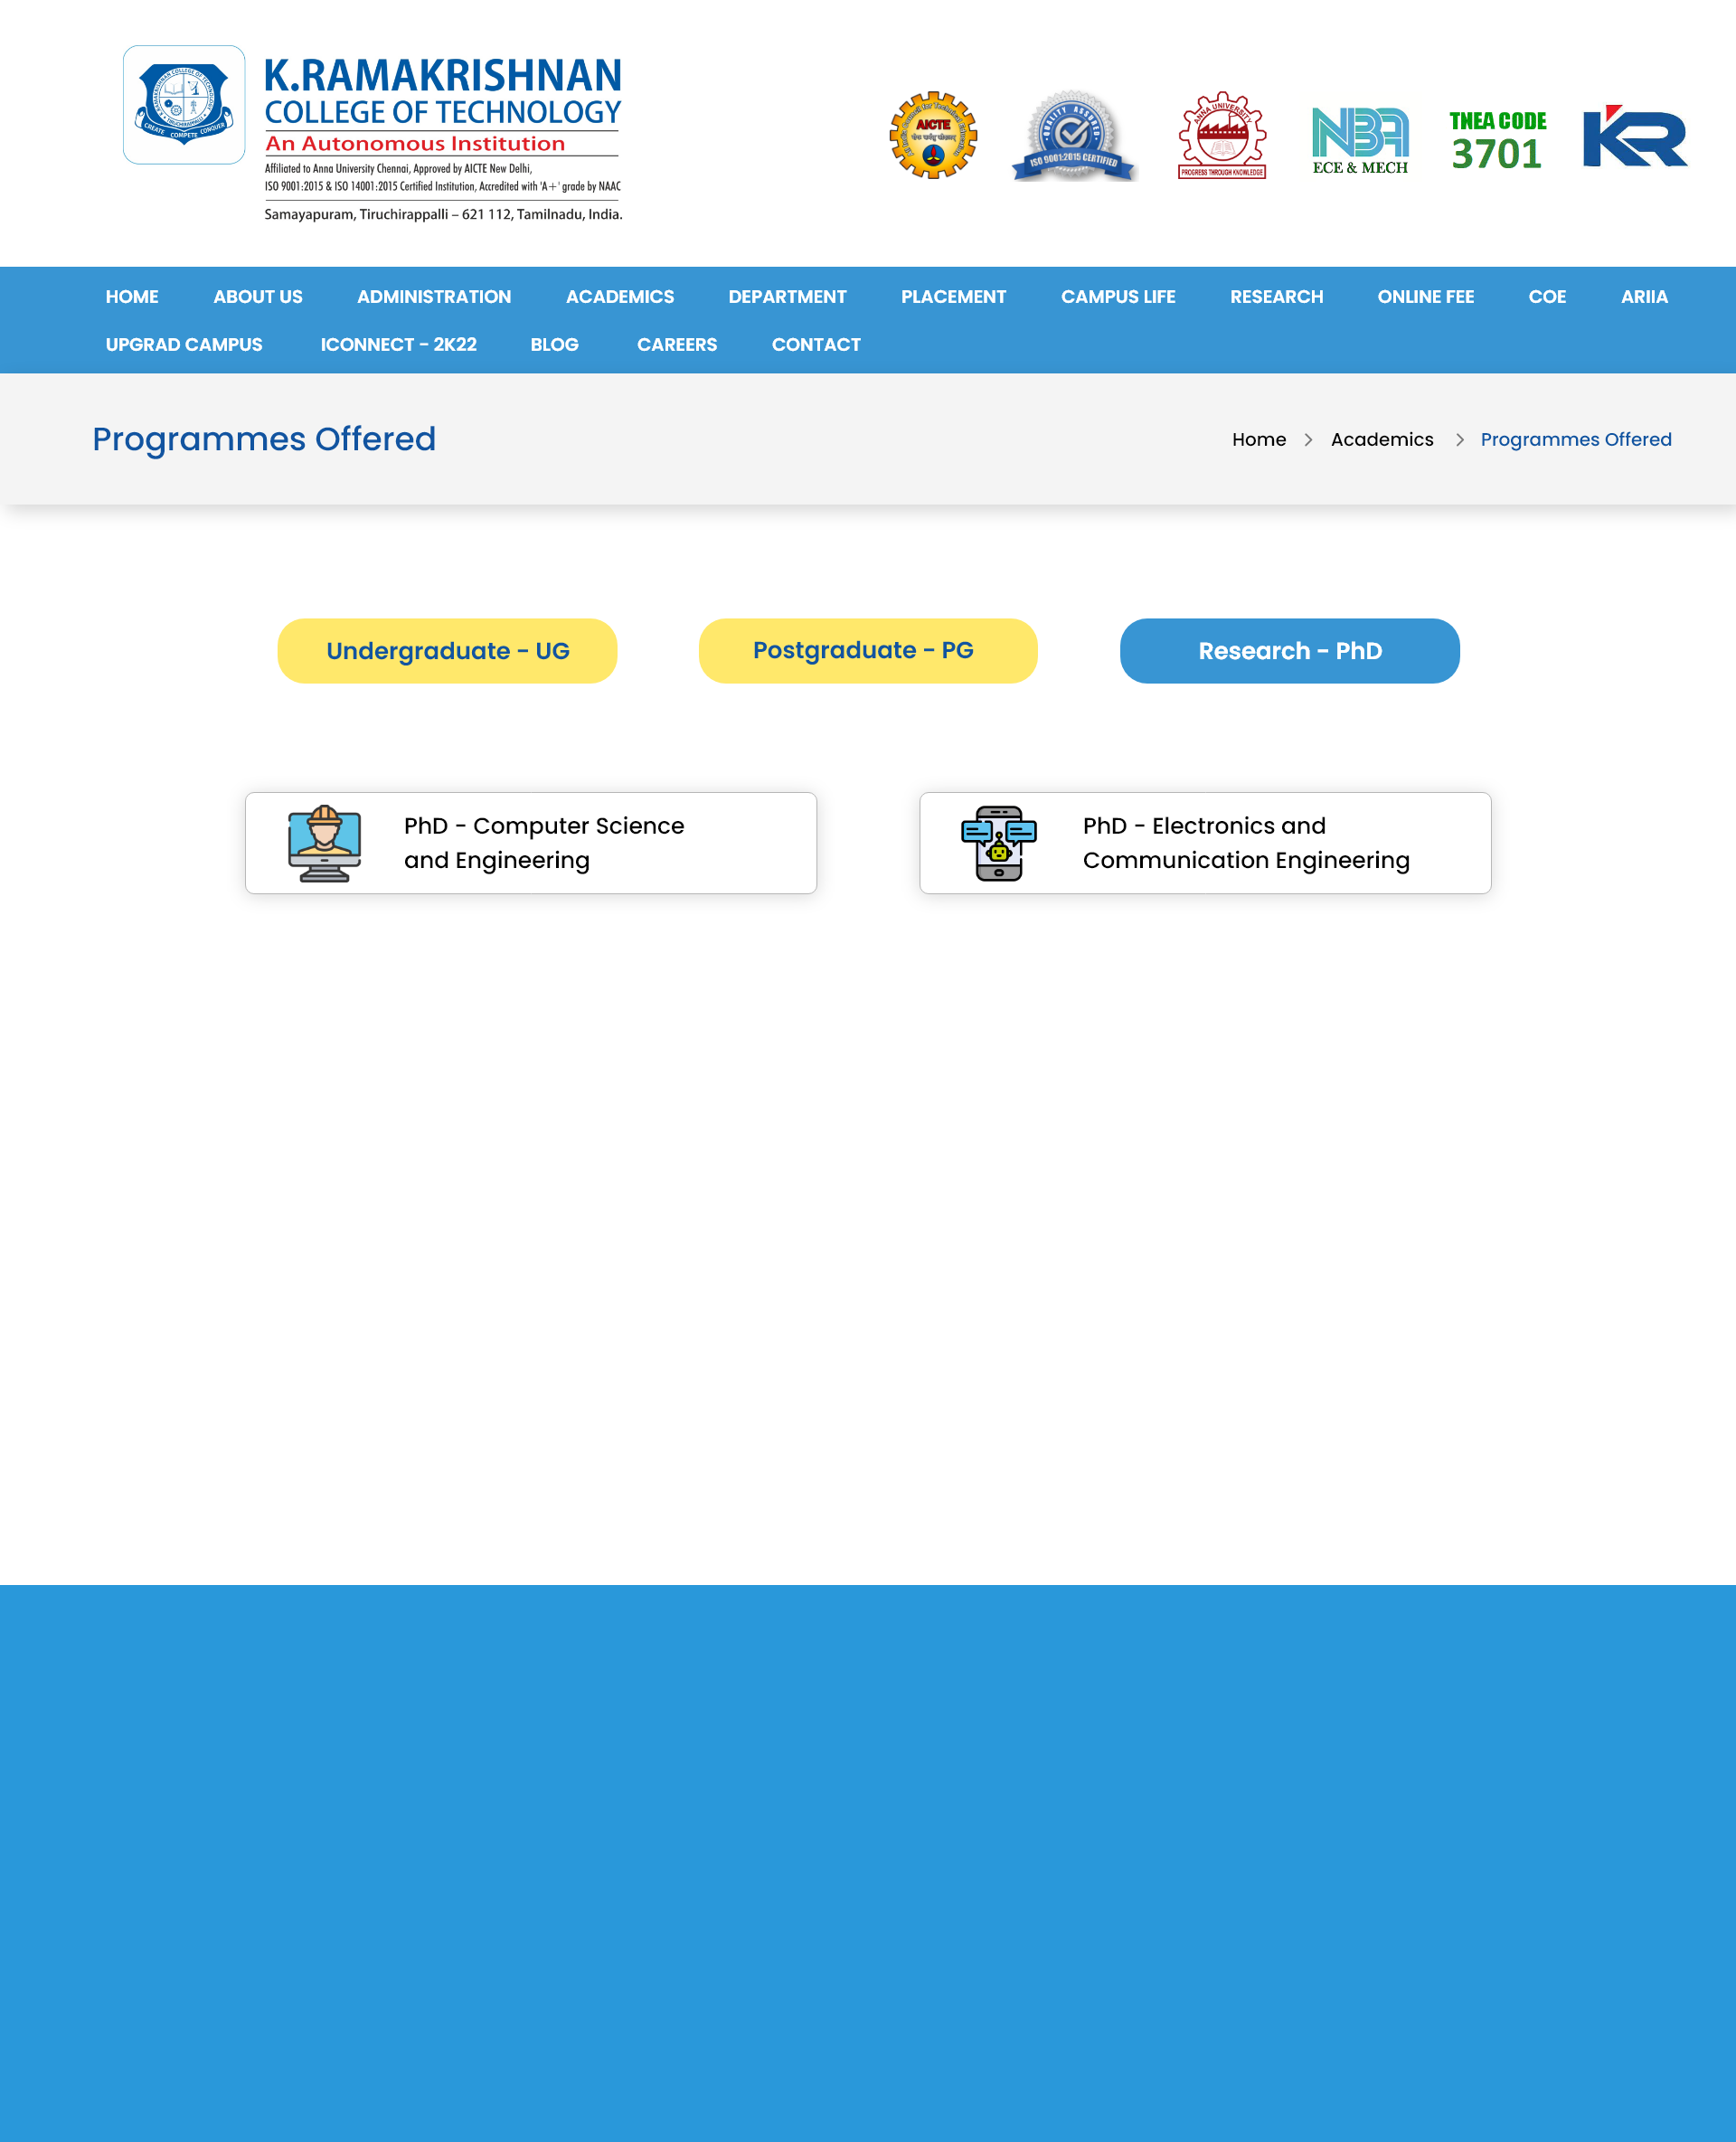 K.RAMAKRISHNAN
COLLEGE OF TECHNOLOGY
An Autonomous Institution
Affiliated to Anna University Chennai, Approved by AICTE New Delhi,
ISO 9001:2015 & ISO 14001:2015 Certified Institution, Accredited with 'A+' grade by NAAC
Samayapuram, Tiruchirappalli – 621 112, Tamilnadu, India.
CREATE COMPETE CONQUER
AICTE
QUALITY ASSURED
ISO 9001:2015 CERTIFIED
ANNA UNIVERSITY
PROGRESS THROUGH KNOWLEDGE
NBA
ECE & MECH
TNEA CODE
3701
KR
HOME ABOUT US ADMINISTRATION ACADEMICS DEPARTMENT PLACEMENT CAMPUS LIFE RESEARCH ONLINE FEE COE ARIIA
UPGRAD CAMPUS ICONNECT - 2K22 BLOG CAREERS CONTACT
Programmes Offered
Home > Academics > Programmes Offered
Undergraduate - UG
Postgraduate - PG
Research - PhD
PhD - Computer Science
and Engineering
PhD - Electronics and
Communication Engineering